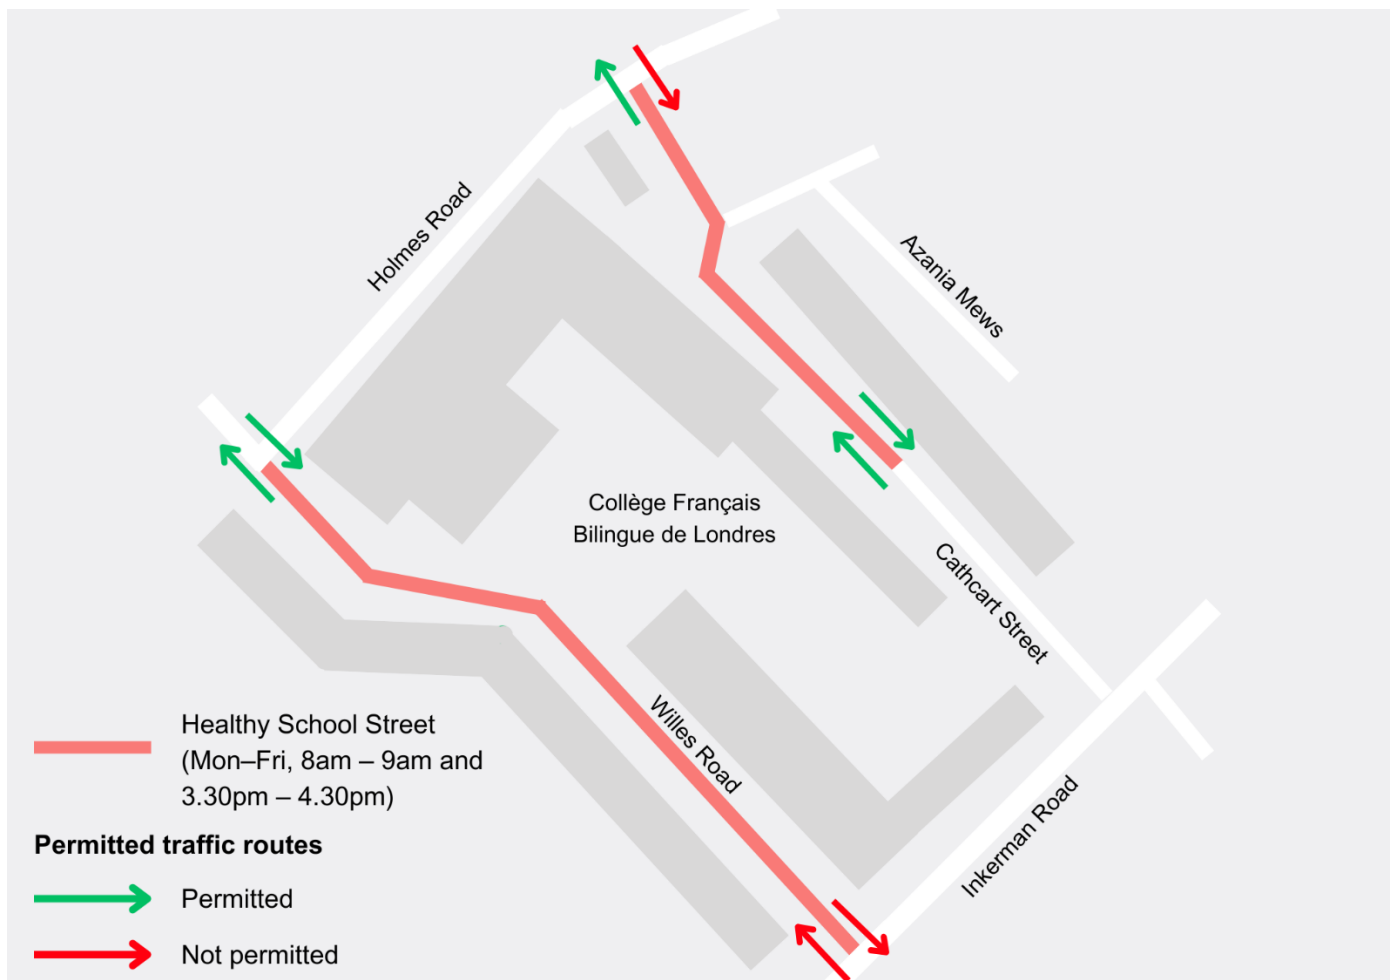 Holmes Road
Azania Mews
Collège Français
Bilingue de Londres
Cathcart Street
Willes Road
Inkerman Road
Healthy School Street
(Mon–Fri, 8am – 9am and
3.30pm – 4.30pm)
Permitted traffic routes
Permitted
Not permitted